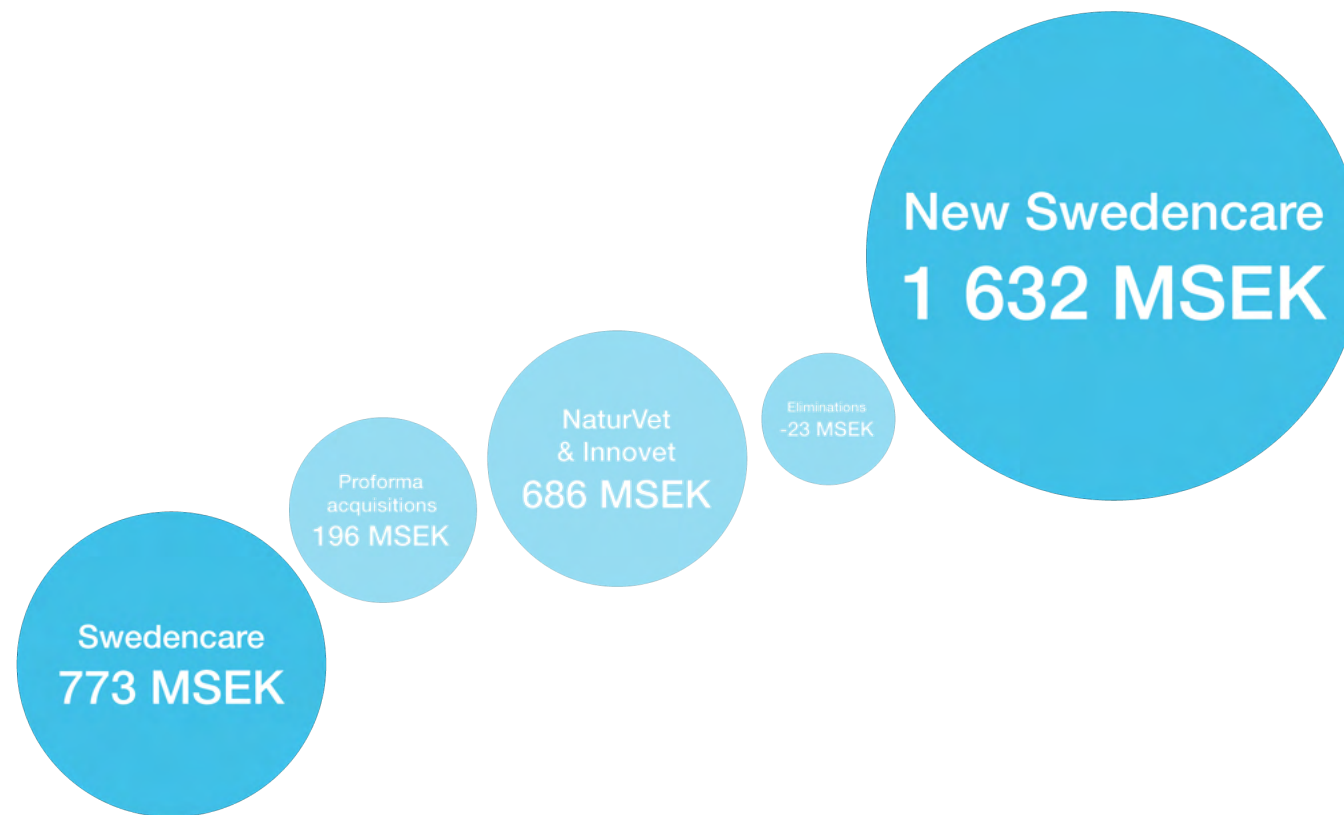 Swedencare
773 MSEK
Proforma
acquisitions
196 MSEK
NaturVet
& Innovet
686 MSEK
Eliminations
-23 MSEK
New Swedencare
1 632 MSEK